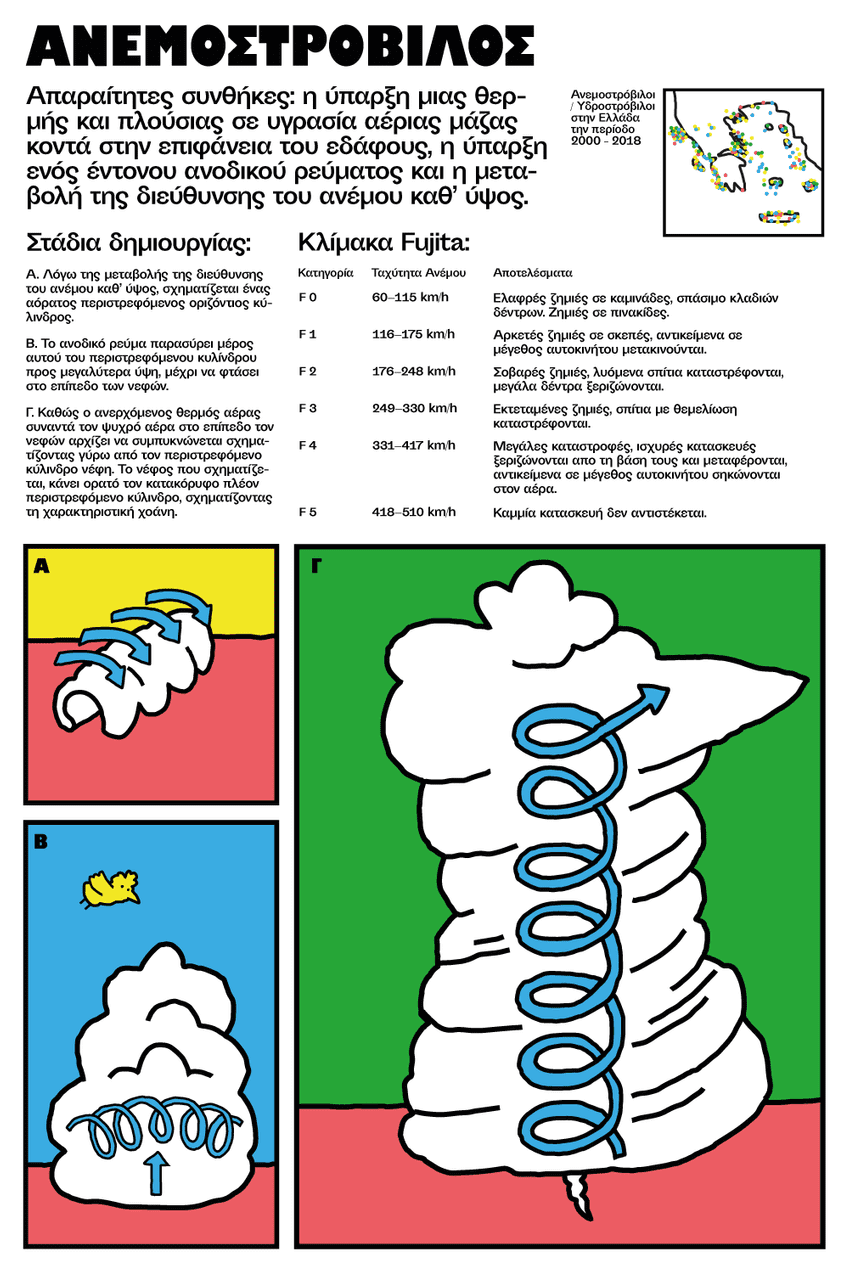 ΑΝΕΜΟΣΤΡΟΒΙΛΟΣ
Απαραίτητες συνθήκες: η ύπαρξη μιας θερ-
μής και πλούσιας σε υγρασία αέριας μάζας
κοντά στην επιφάνεια του εδάφους, η ύπαρξη
ενός έντονου ανοδικού ρεύματος και η μετα-
βολή της διεύθυνσης του ανέμου καθ’ ύψος.
Ανεμοστρόβιλοι
/ Υδροστρόβιλοι
στην Ελλάδα
την περίοδο
2000 - 2018
Στάδια δημιουργίας:
Α. Λόγω της μεταβολής της διεύθυνσης
του ανέμου καθ’ ύψος, σχηματίζεται ένας
αόρατος περιστρεφόμενος οριζόντιος κύ-
λινδρος.
Β. Το ανοδικό ρεύμα παρασύρει μέρος
αυτού του περιστρεφόμενου κυλίνδρου
προς μεγαλύτερα ύψη, μέχρι να φτάσει
στο επίπεδο των νεφών.
Γ. Καθώς ο ανερχόμενος θερμός αέρας
συναντά τον ψυχρό αέρα στο επίπεδο τον
νεφών αρχίζει να συμπυκνώνεται σχημα-
τίζοντας γύρω από τον περιστρεφόμενο
κύλινδρο νέφη. Το νέφος που σχηματίζε-
ται, κάνει ορατό τον κατακόρυφο πλέον
περιστρεφόμενο κύλινδρο, σχηματίζοντας
τη χαρακτηριστική χοάνη.
Κλίμακα Fujita:
Κατηγορία Ταχύτητα Ανέμου Αποτελέσματα
F 0 60–115 km/h Ελαφρές ζημιές σε καμινάδες, σπάσιμο κλαδιών
δέντρων. Ζημιές σε πινακίδες.
F 1 116–175 km/h Αρκετές ζημιές σε σκεπές, αντικείμενα σε
μέγεθος αυτοκινήτου μετακινούνται.
F 2 176–248 km/h Σοβαρές ζημιές, λυόμενα σπίτια καταστρέφονται,
μεγάλα δέντρα ξεριζώνονται.
F 3 249–330 km/h Εκτεταμένες ζημιές, σπίτια με θεμελίωση
καταστρέφονται.
F 4 331–417 km/h Μεγάλες καταστροφές, ισχυρές κατασκευές
ξεριζώνονται απο τη βάση τους και μεταφέρονται,
αντικείμενα σε μέγεθος αυτοκινήτου σηκώνονται
στον αέρα.
F 5 418–510 km/h Καμμία κατασκευή δεν αντιστέκεται.
Α
Γ
Β